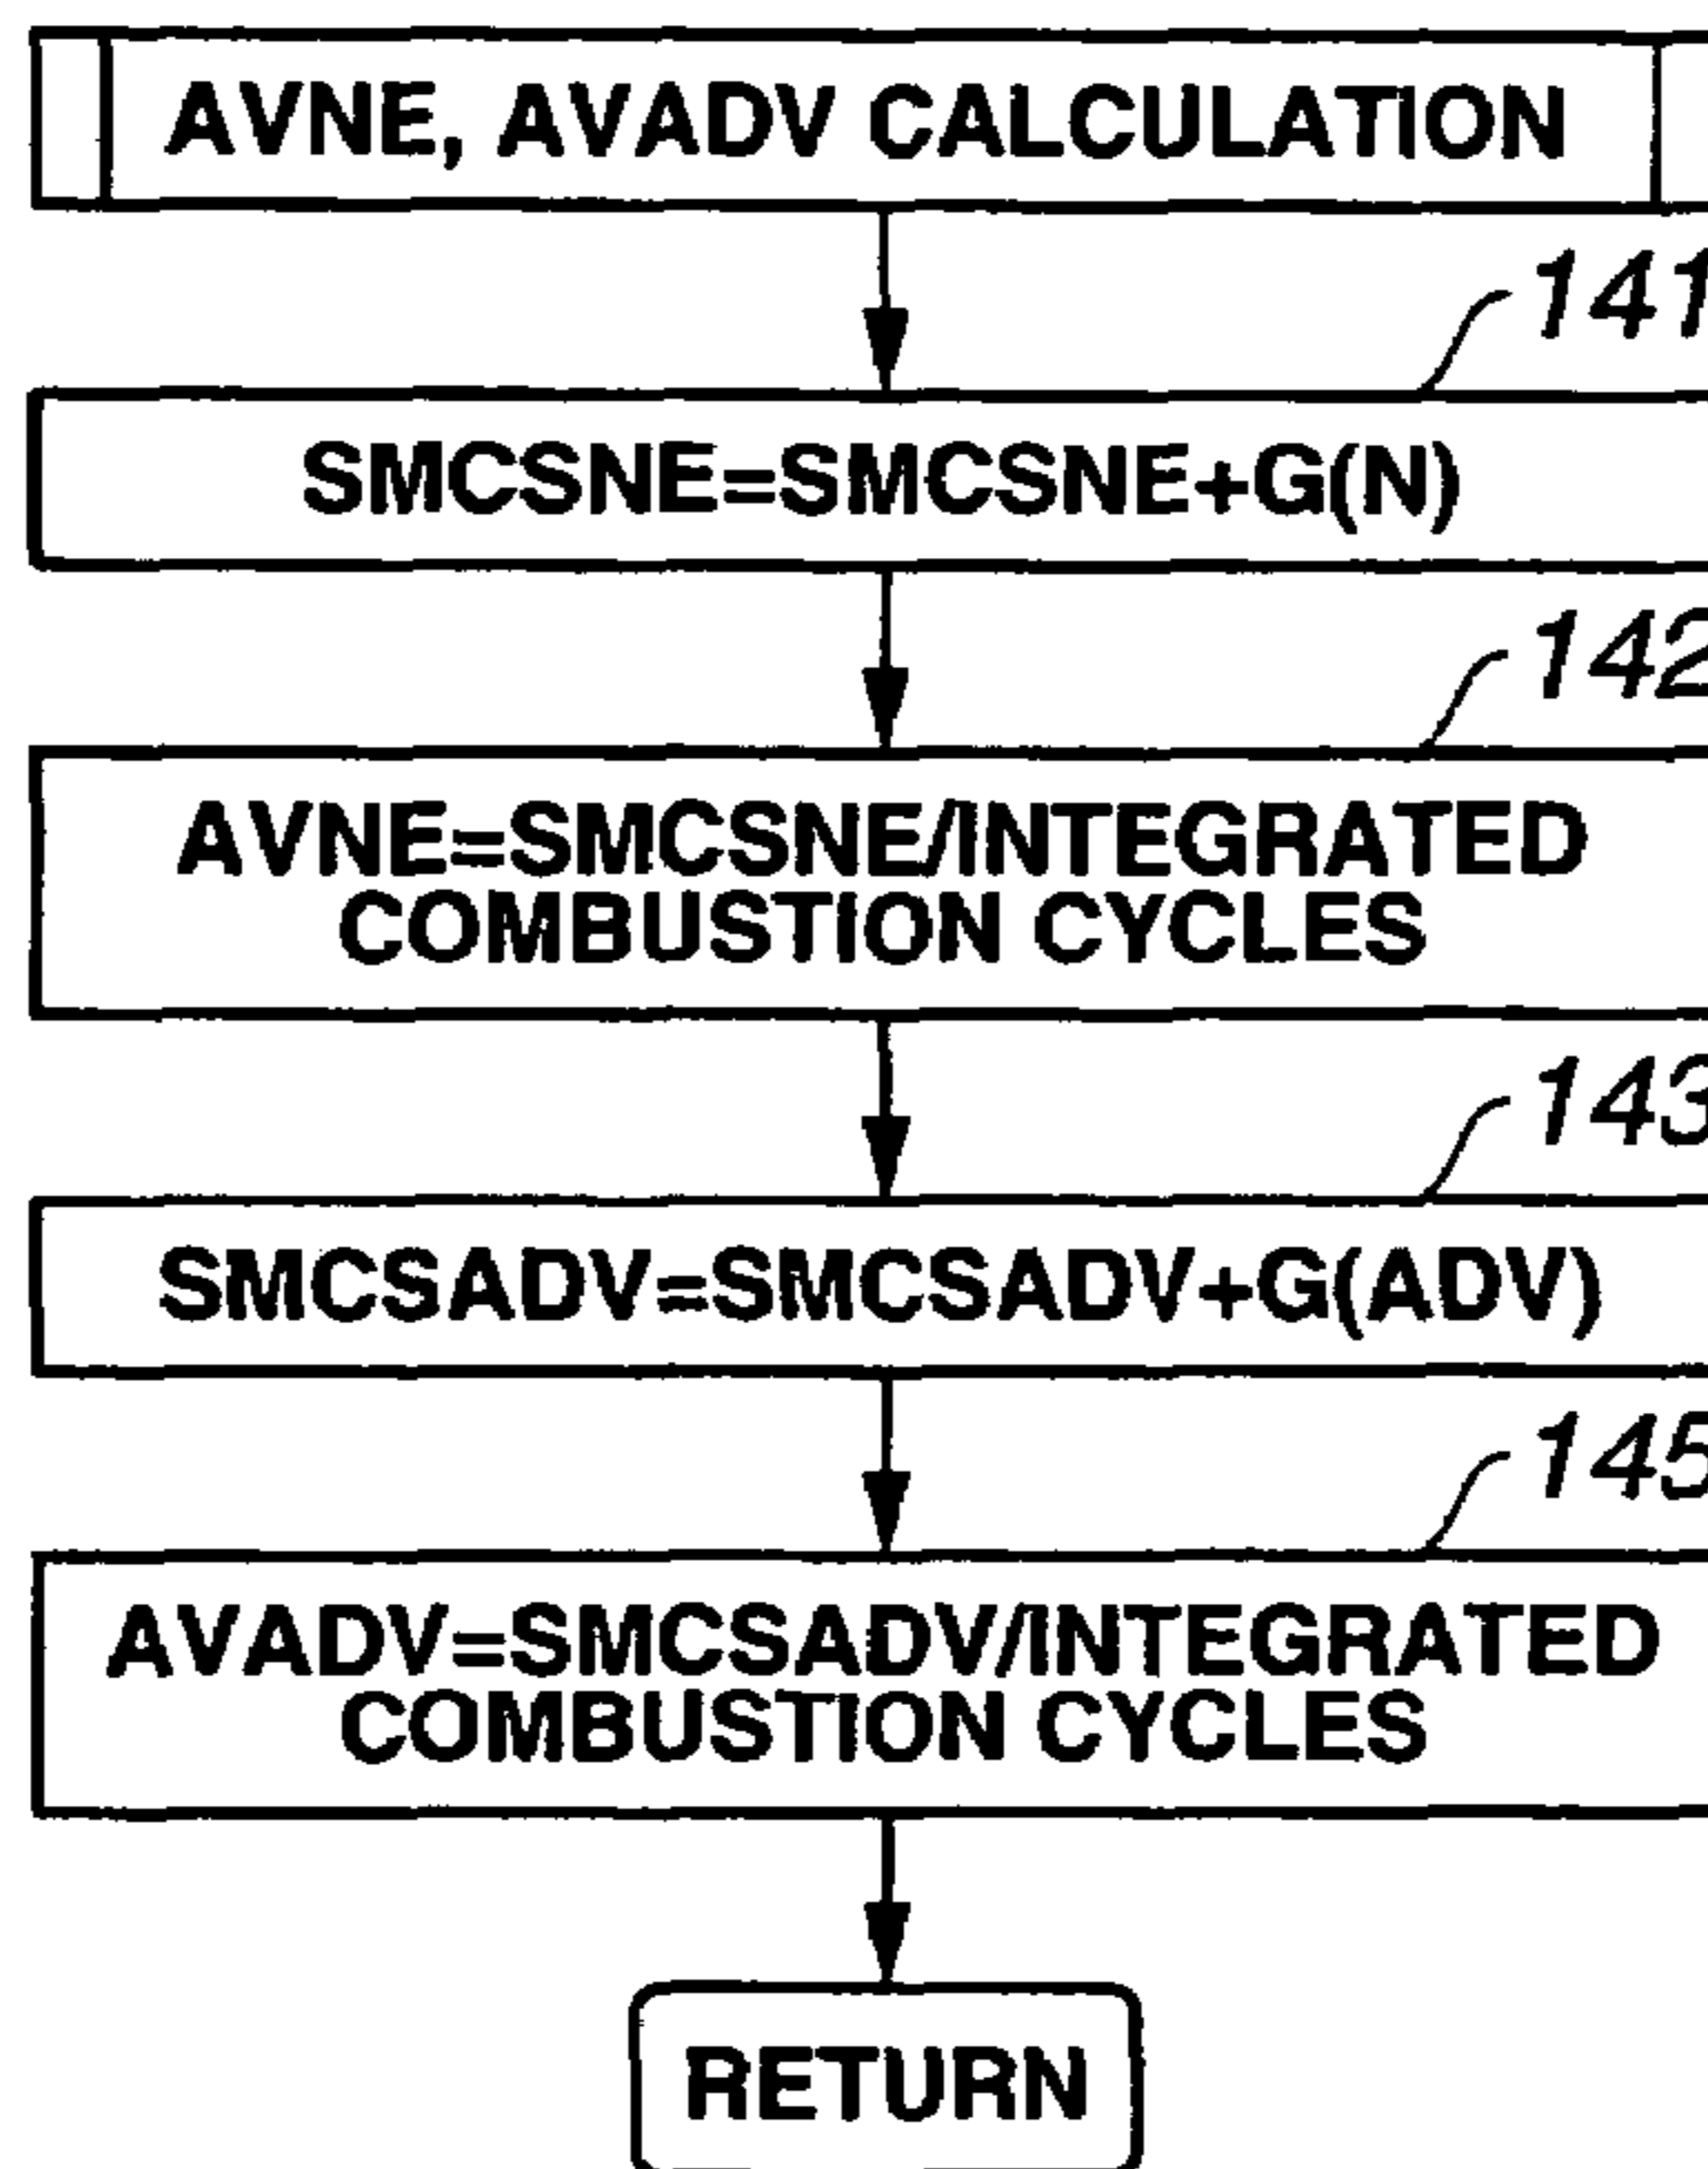 AVNE, AVADV CALCULATION
141
SMCSNE=SMCSNE+G(N)
142
AVNE=SMCSNE/INTEGRATED
COMBUSTION CYCLES
143
SMCSADV=SMCSADV+G(ADV)
145
AVADV=SMCSADV/INTEGRATED
COMBUSTION CYCLES
RETURN